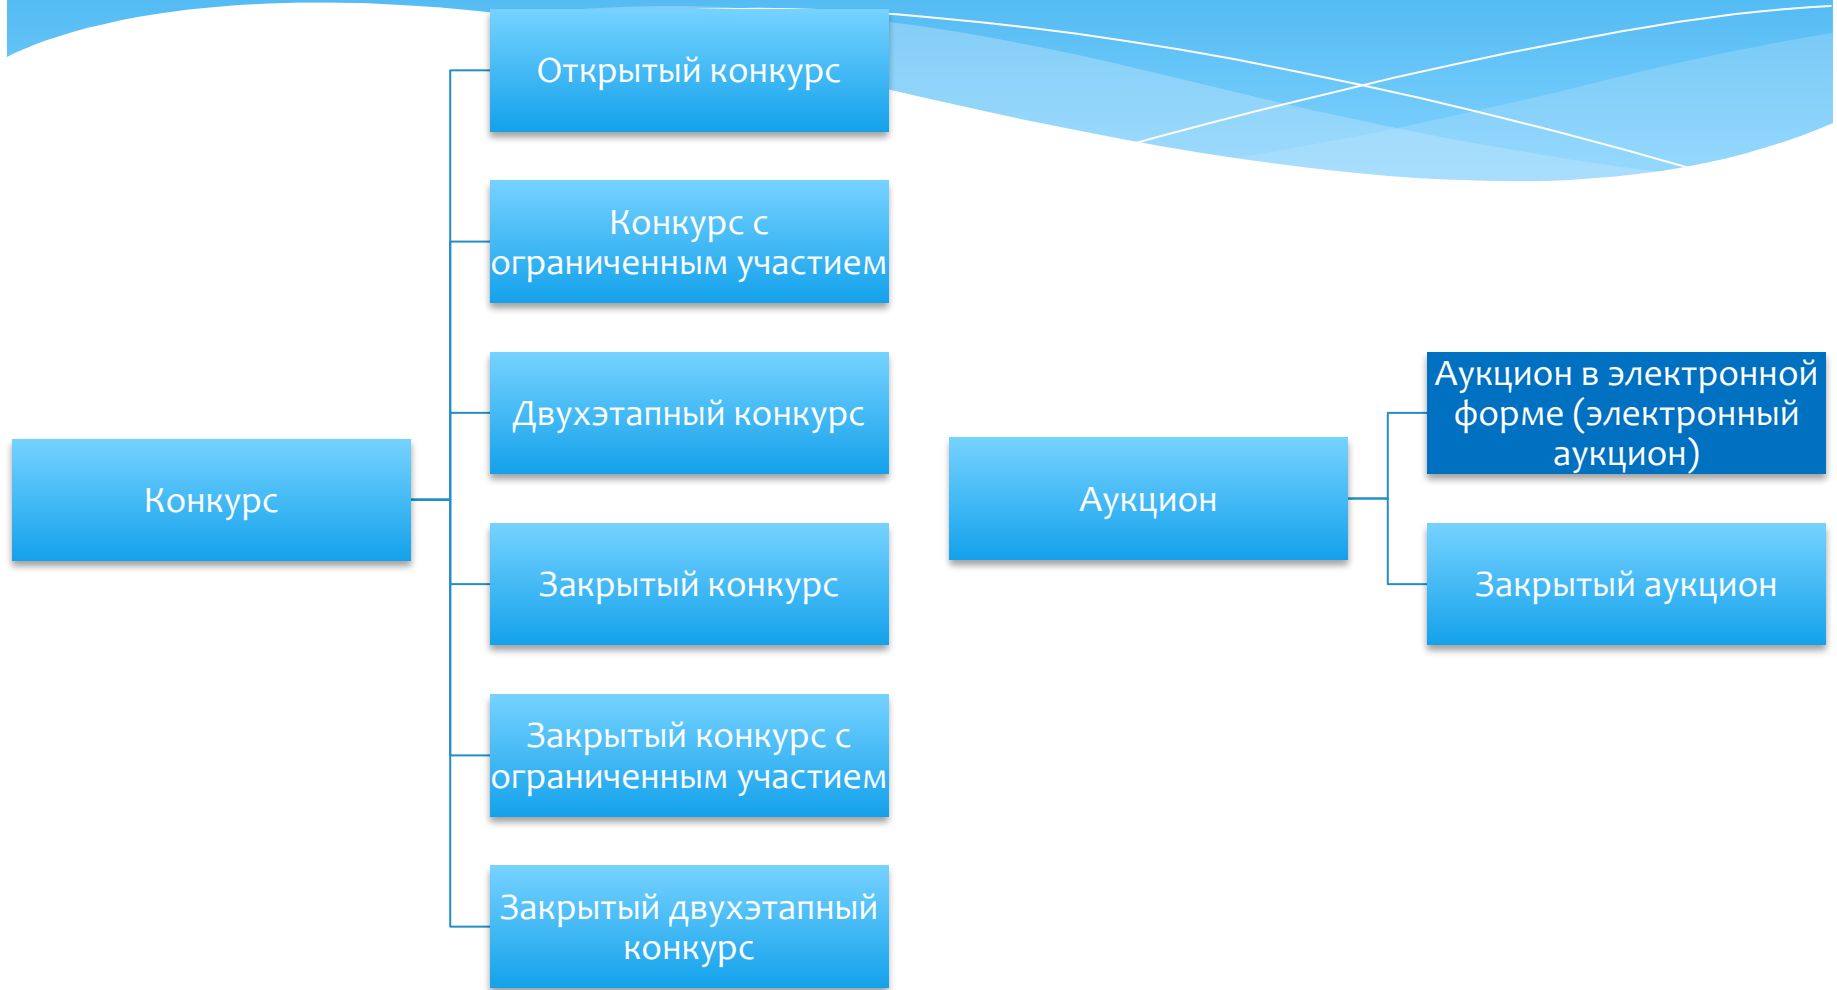 Конкурс
Открытый конкурс
Конкурс с
ограниченным участием
Двухэтапный конкурс
Закрытый конкурс
Закрытый конкурс с
ограниченным участием
Закрытый двухэтапный
конкурс
Аукцион
Аукцион в электронной
форме (электронный
аукцион)
Закрытый аукцион